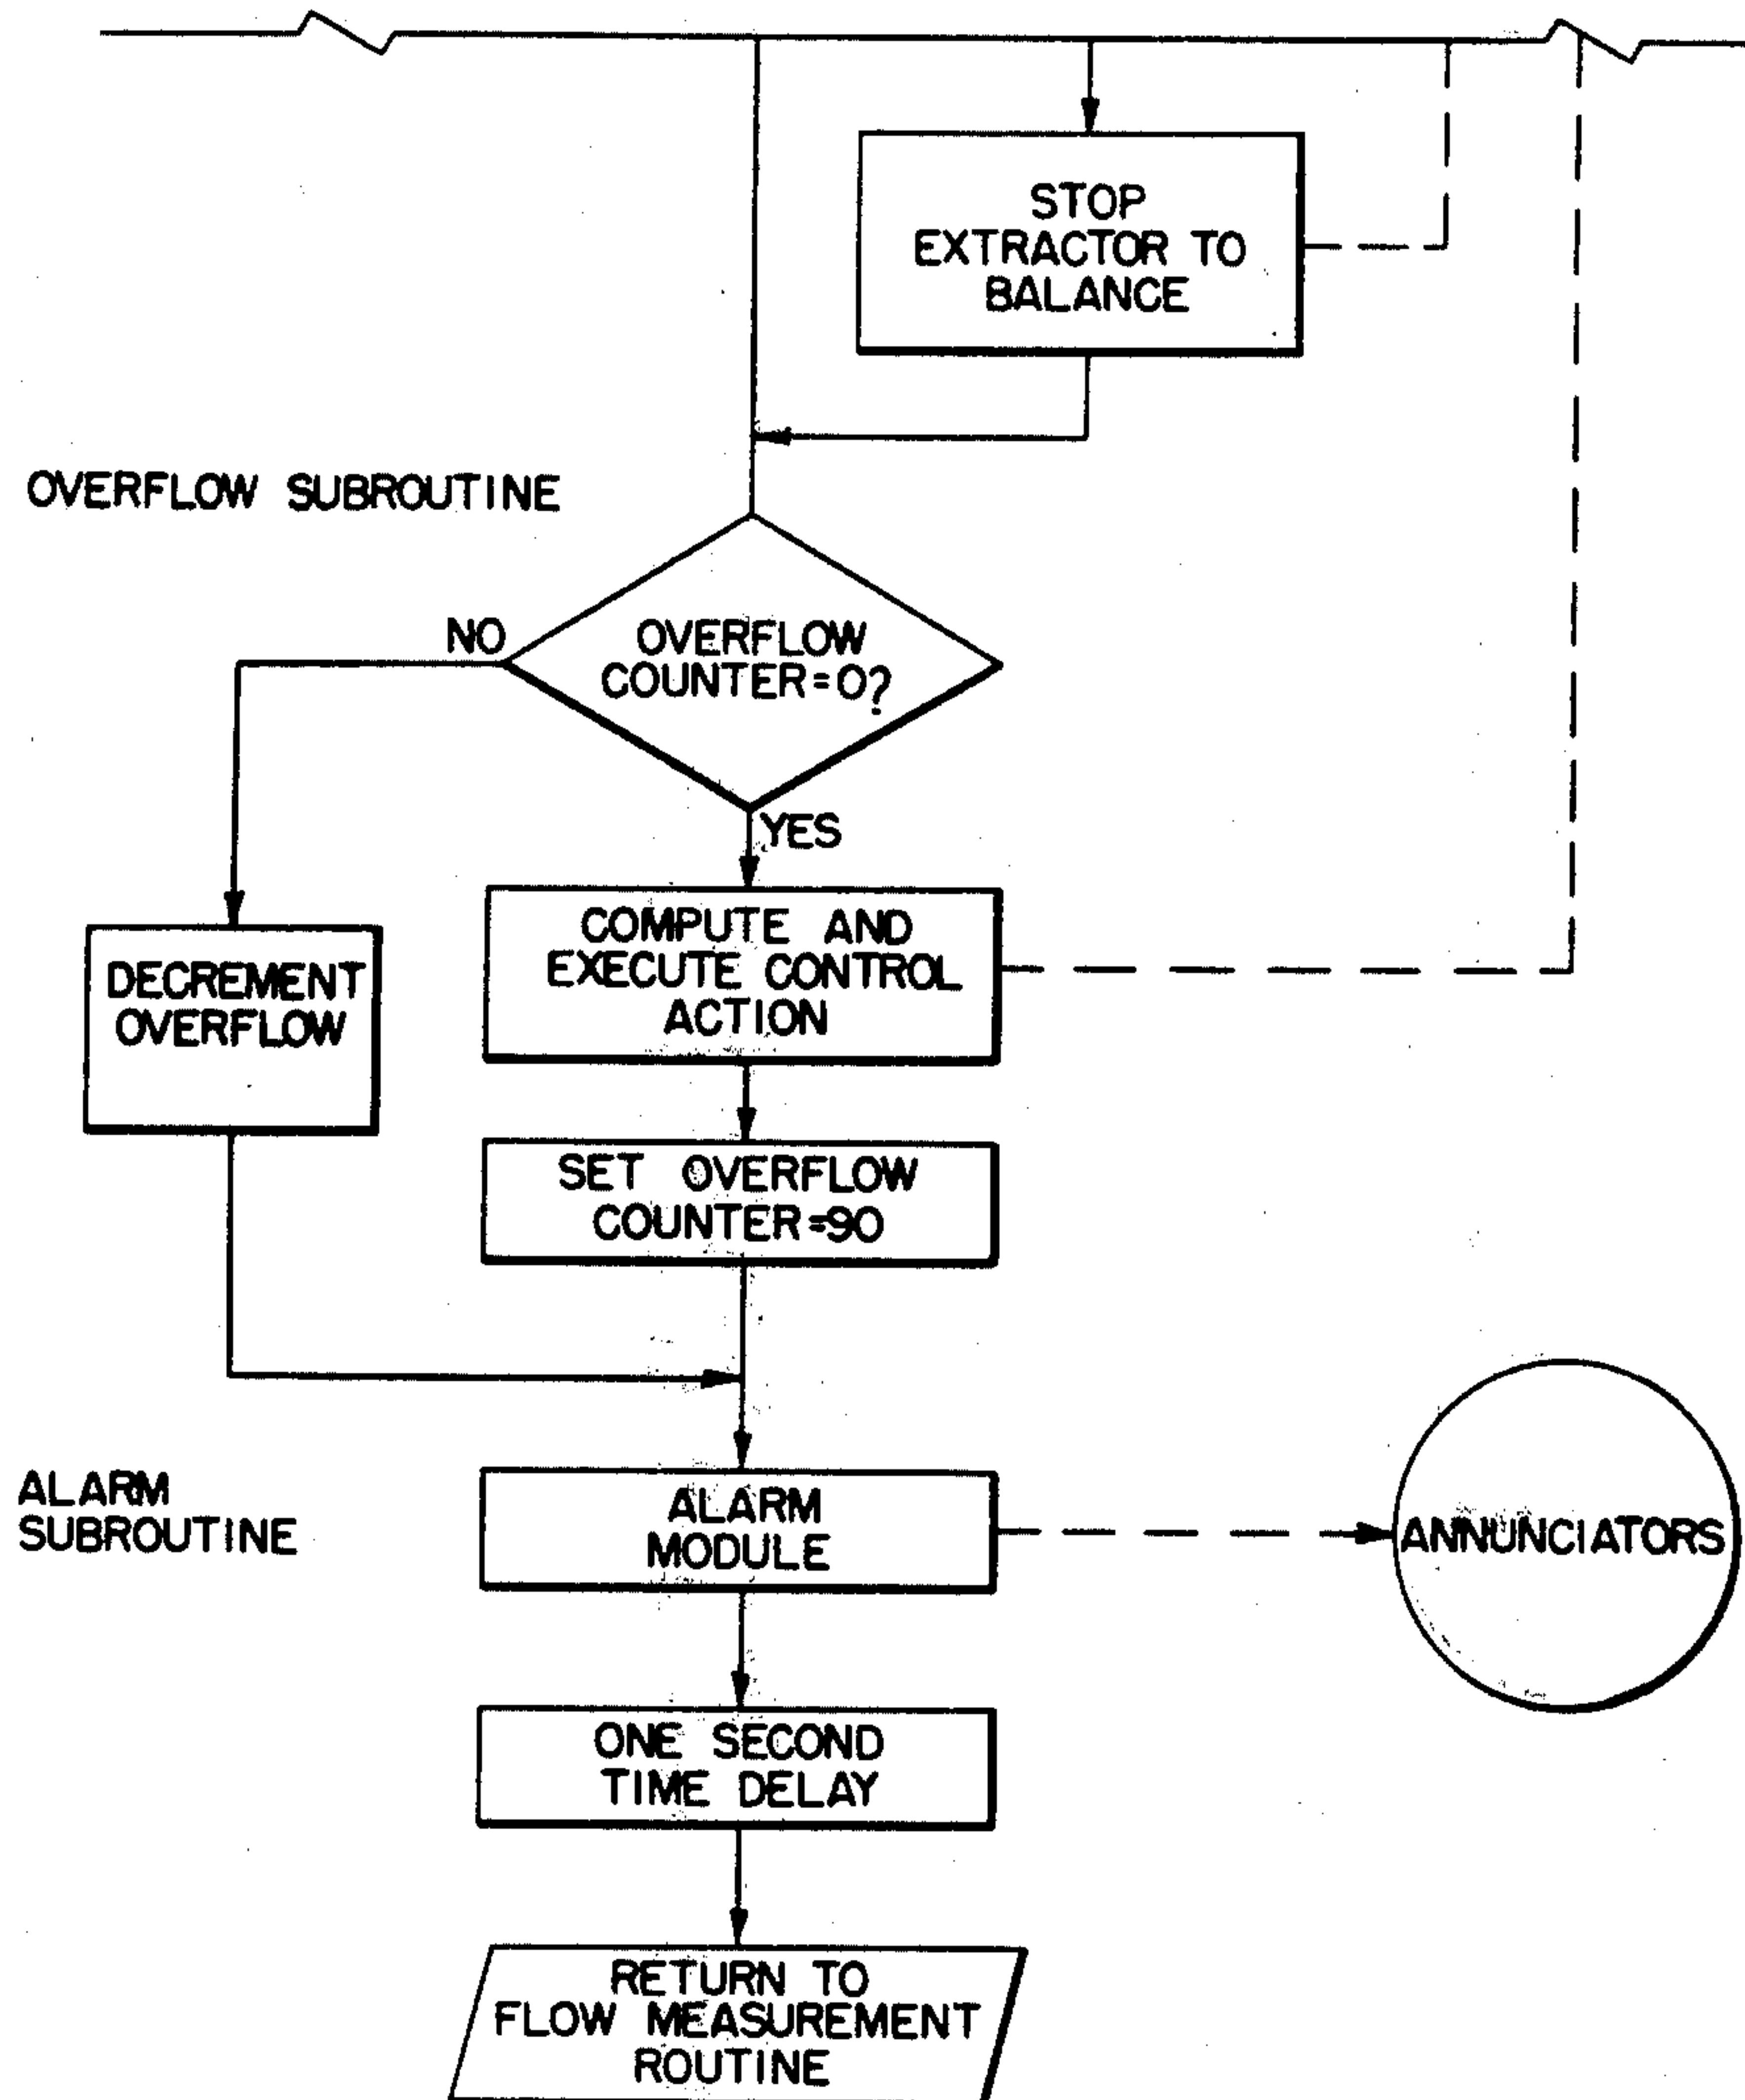 STOP
EXTRACTOR TO
BALANCE
OVERFLOW SUBROUTINE
NO
OVERFLOW
COUNTER=0?
YES
COMPUTE AND
EXECUTE CONTROL
ACTION
DECREMENT
OVERFLOW
SET OVERFLOW
COUNTER=90
ALARM
SUBROUTINE
ALARM
MODULE
ANNUNCIATORS
ONE SECOND
TIME DELAY
RETURN TO
FLOW MEASUREMENT
ROUTINE